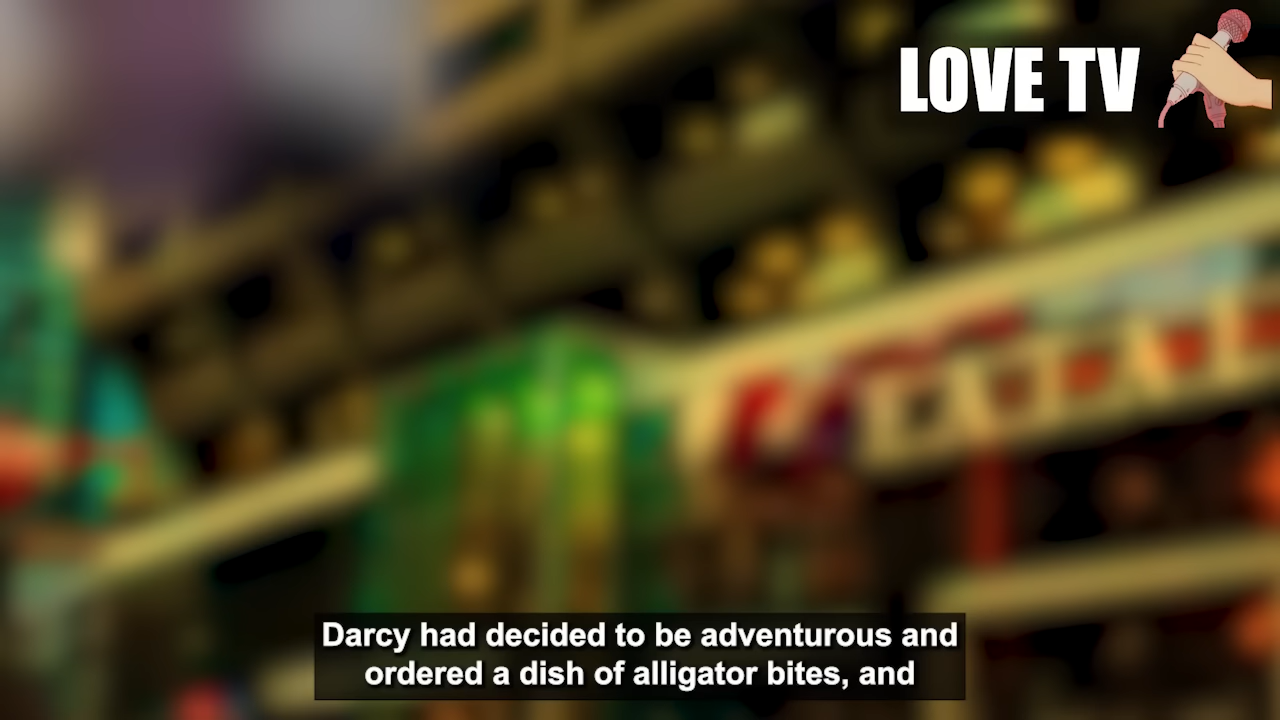 LOVE TV
Darcy had decided to be adventurous and
ordered a dish of alligator bites, and